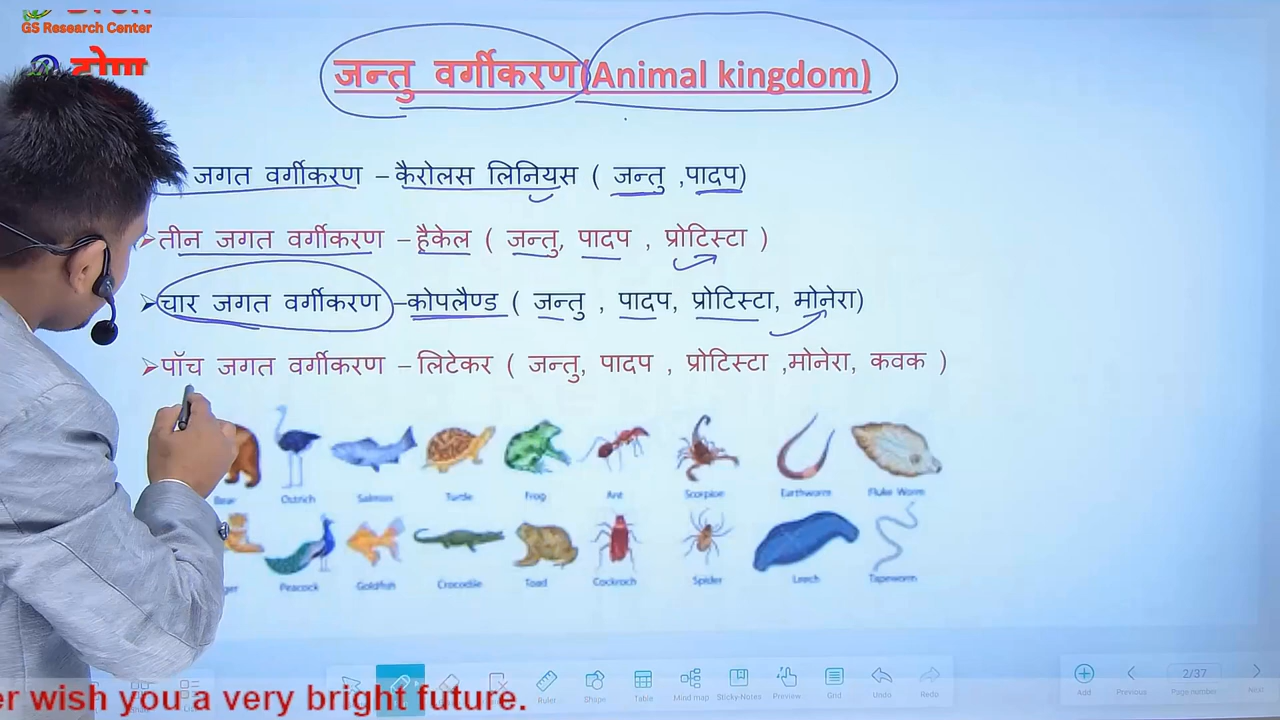 GS Research Center
द्रोण
जन्तु वर्गीकरण(Animal kingdom)
जगत वर्गीकरण – कैरोलस लिनियस ( जन्तु ,पादप)
➢तीन जगत वर्गीकरण – हैकेल ( जन्तु, पादप , प्रोटिस्टा )
➢चार जगत वर्गीकरण –कोपलैण्ड ( जन्तु , पादप, प्रोटिस्टा, मोनेरा)
➢पाॅच जगत वर्गीकरण – लिटेकर ( जन्तु, पादप , प्रोटिस्टा ,मोनेरा, कवक )
Bear Ostrich Salmon Turtle Frog Ant Scorpion Earthworm Fluke Worm
Peacock Goldfish Crocodile Toad Cockroch Spider Leech Tapeworm
Ruler Shape Table Mind map Sticky-Notes Preview Grid Undo Redo Add Previous 2/37 Page number Next
wish you a very bright future.